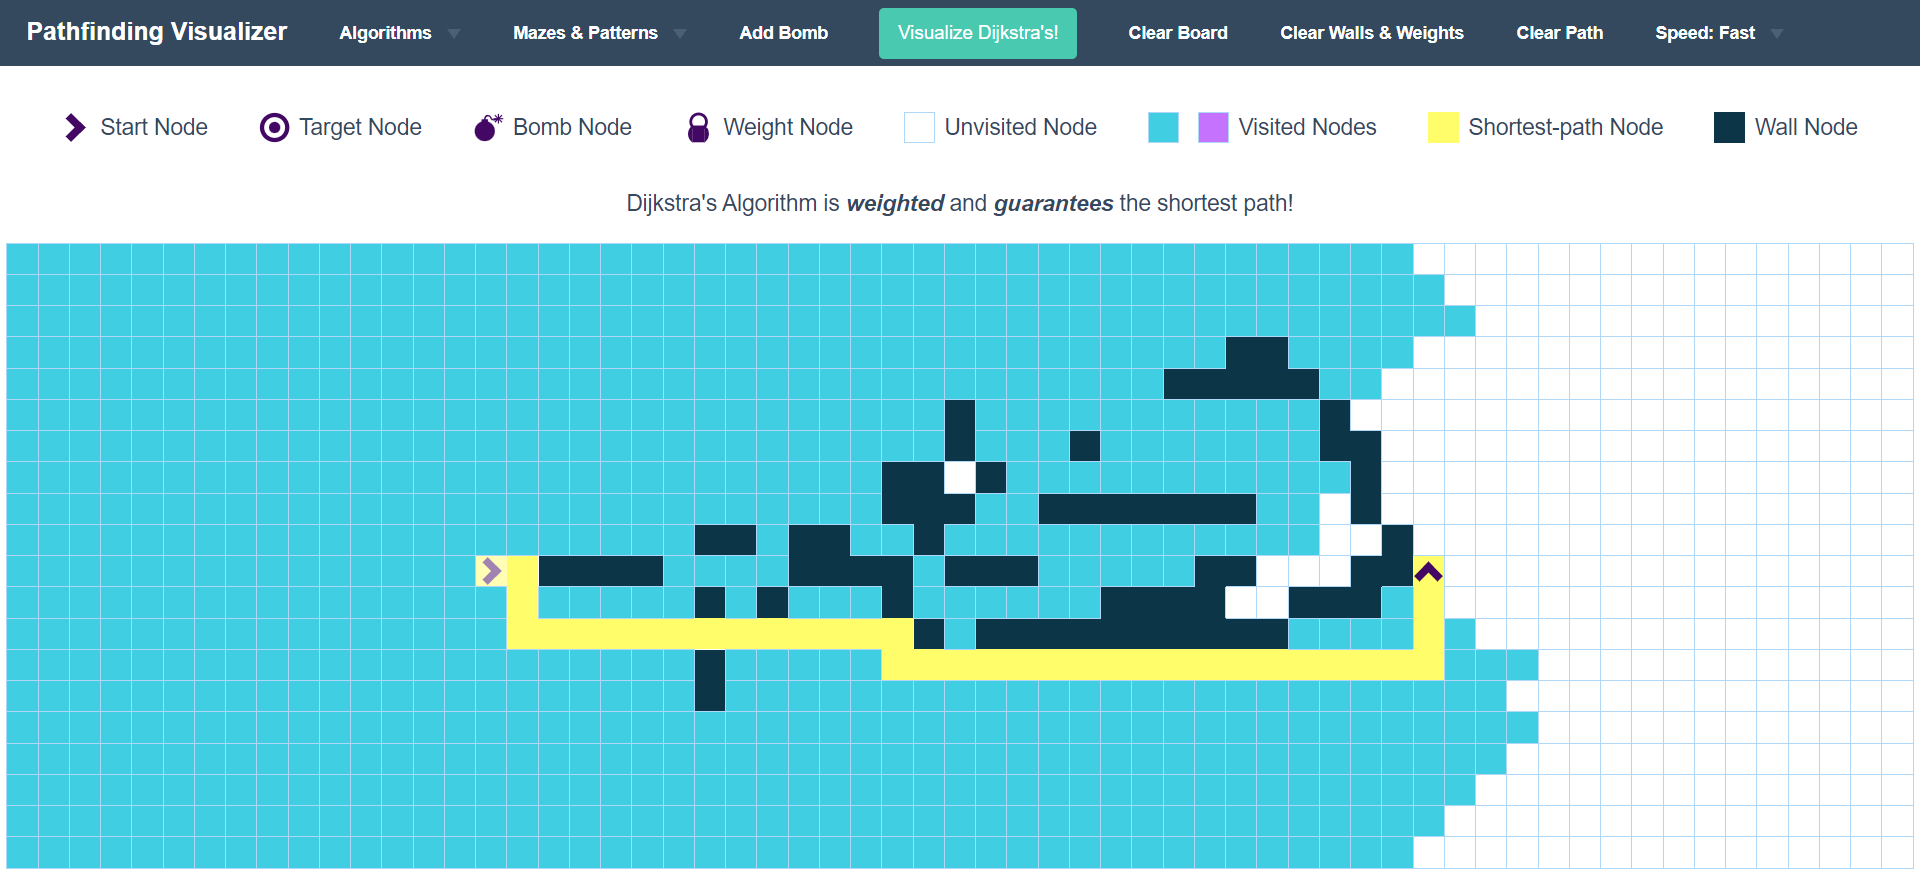 Pathfinding Visualizer Algorithms Mazes & Patterns Add Bomb Visualize Dijkstra's! Clear Board Clear Walls & Weights Clear Path Speed: Fast
Start Node Target Node Bomb Node Weight Node Unvisited Node Visited Nodes Shortest-path Node Wall Node
Dijkstra's Algorithm is weighted and guarantees the shortest path!